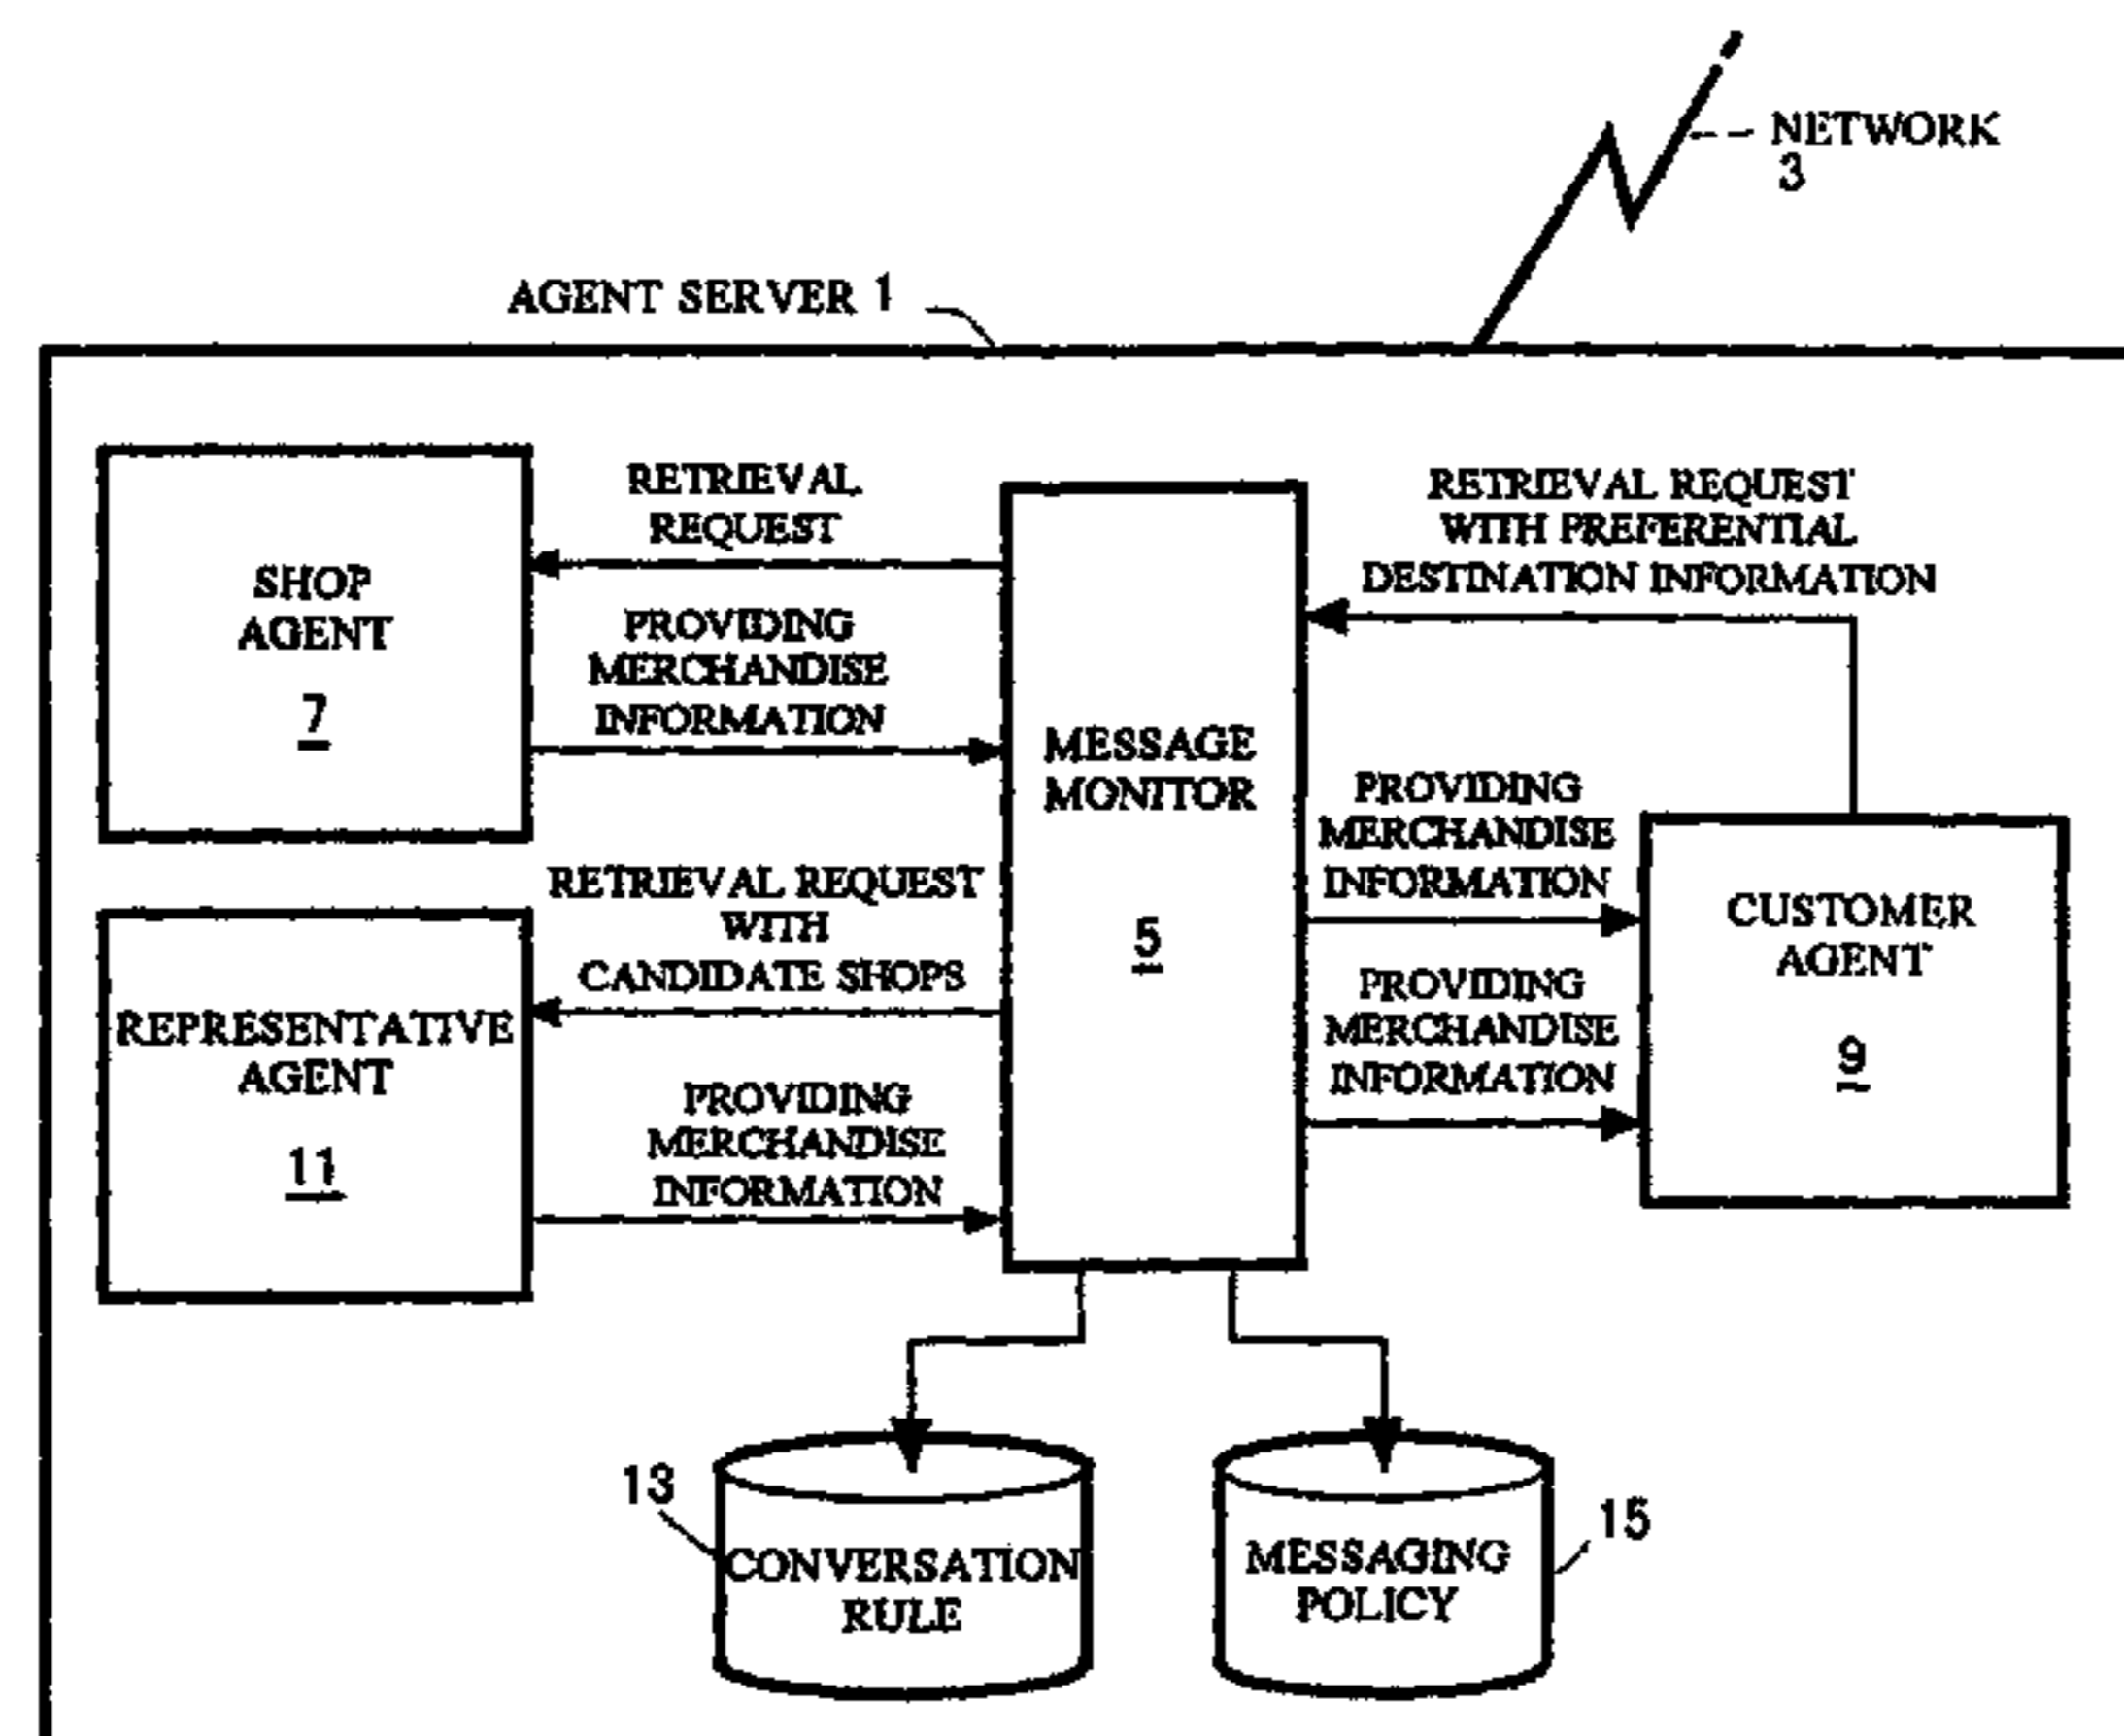 NETWORK
3
AGENT SERVER 1
SHOP
AGENT
7
RETRIEVAL
REQUEST
PROVIDING
MERCHANDISE
INFORMATION
MESSAGE
MONITOR
5
RETRIEVAL REQUEST
WITH PREFERENTIAL
DESTINATION INFORMATION
PROVIDING
MERCHANDISE
INFORMATION
CUSTOMER
AGENT
9
PROVIDING
MERCHANDISE
INFORMATION
RETRIEVAL REQUEST
WITH
CANDIDATE SHOPS
REPRESENTATIVE
AGENT
11
PROVIDING
MERCHANDISE
INFORMATION
13
CONVERSATION
RULE
MESSAGING
POLICY
15